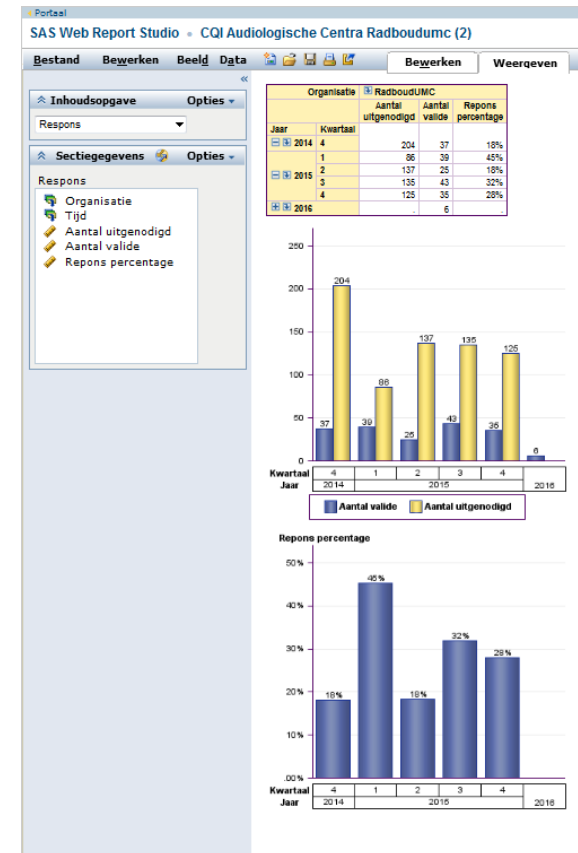 Portaal
SAS Web Report Studio • CQI Audiologische Centra Radboudumc (2)
Bestand Bewerken Beeld Data Bewerken Weergeven
«
Inhoudsopgave Opties
Respons
Sectiegegevens Opties
Respons
Organisatie
Tijd
Aantal uitgenodigd
Aantal valide
Repons percentage
Organisatie RadboudUMC
Aantal uitgenodigd Aantal valide Repons percentage
Jaar Kwartaal
2014 4 204 37 18%
2015 1 86 39 45%
2 137 25 18%
3 135 43 32%
4 125 35 28%
2016 . 6 .
250
200
150
100
50
0
204
137
135
125
86
37
39
25
43
35
6
Kwartaal 4 1 2 3 4
Jaar 2014 2015 2016
Aantal valide Aantal uitgenodigd
Repons percentage
50%
40%
30%
20%
10%
.00%
18%
45%
18%
32%
28%
Kwartaal 4 1 2 3 4
Jaar 2014 2015 2016